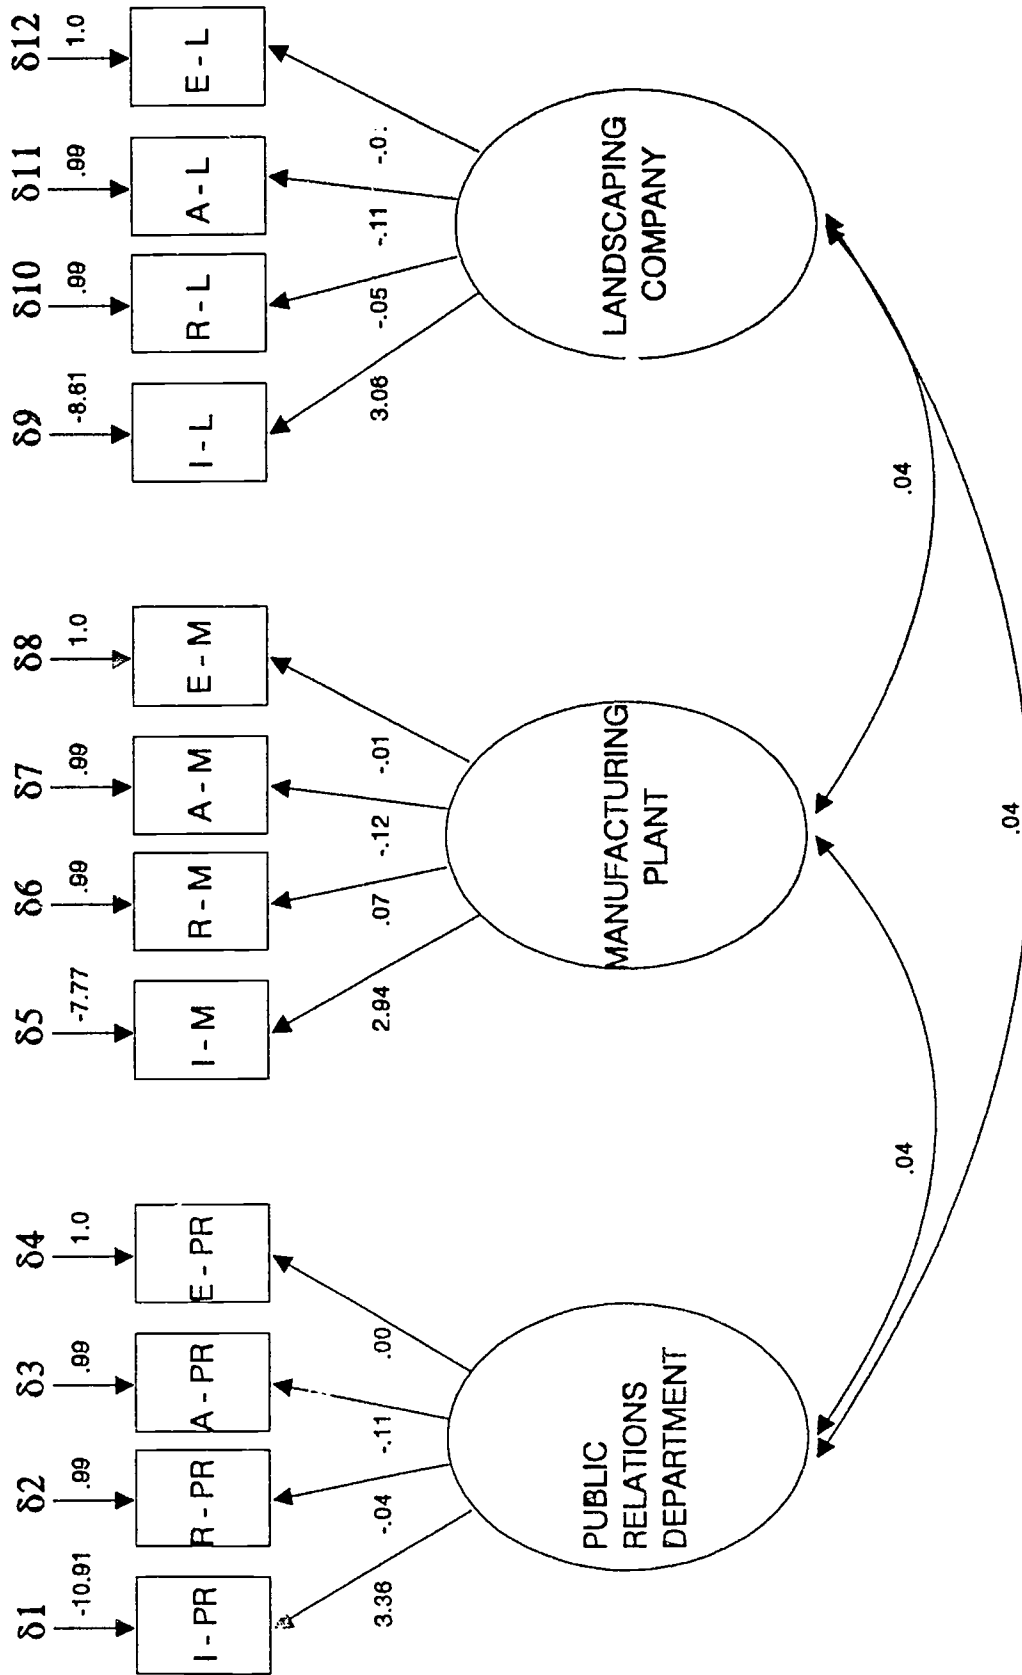 δ1 δ2 δ3 δ4 δ5 δ6 δ7 δ8 δ9 δ10 δ11 δ12
-10.91 .99 .99 1.0 -7.77 .99 .99 1.0 -8.61 .99 .99 1.0
I - PR R - PR A - PR E - PR I - M R - M A - M E - M I - L R - L A - L E - L
3.36 -.04 -.11 .00 2.94 .07 -.12 -.01 3.06 -.05 -.11
PUBLIC
RELATIONS
DEPARTMENT
MANUFACTURING
PLANT
LANDSCAPING
COMPANY
.04
.04
.04